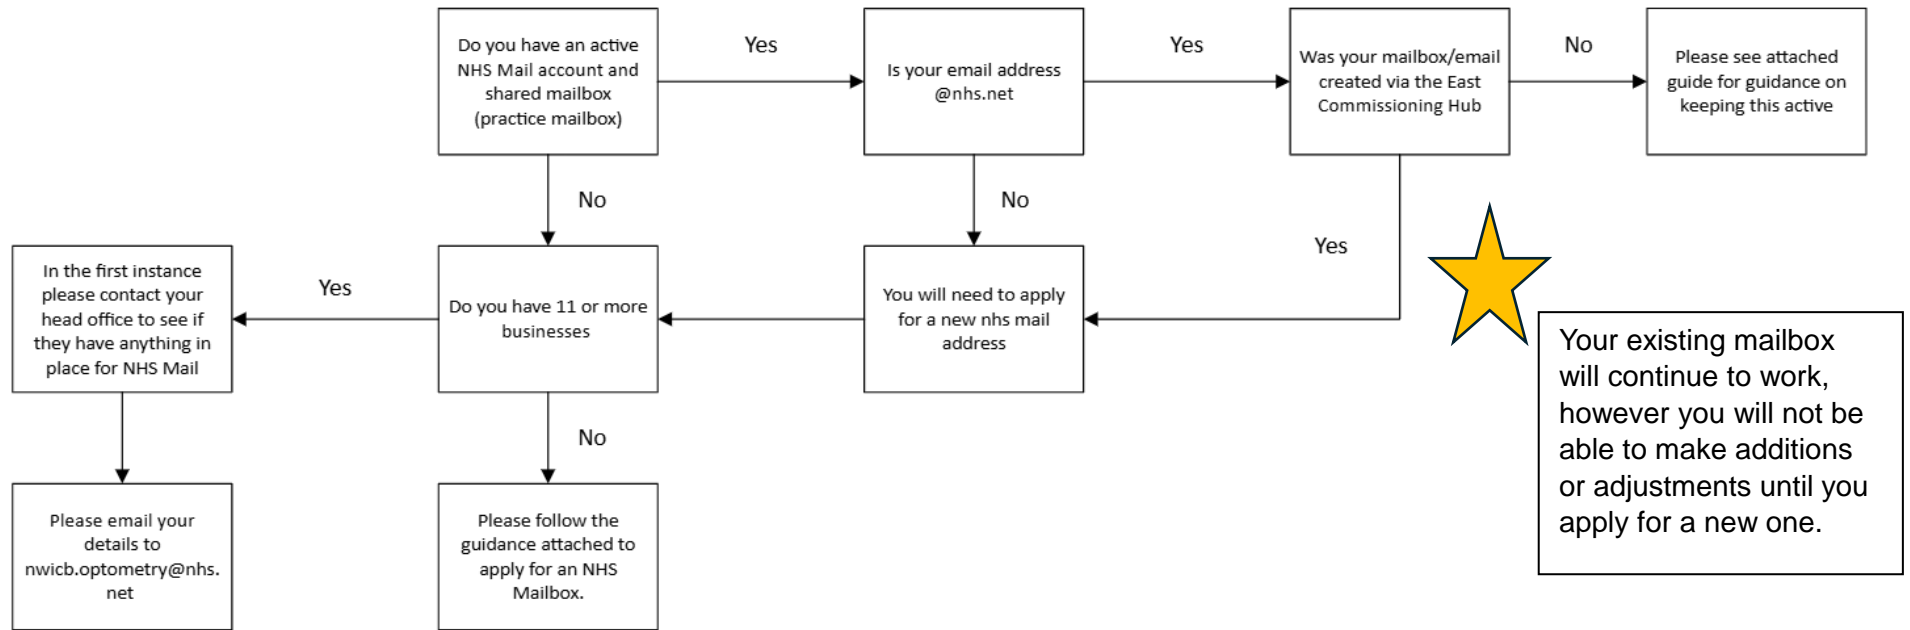 Do you have an active
NHS Mail account and
shared mailbox
(practice mailbox)
Yes
Is your email address
@nhs.net
Yes
Was your mailbox/email
created via the East
Commissioning Hub
No
Please see attached
guide for guidance on
keeping this active
No
No
Yes
In the first instance
please contact your
head office to see if
they have anything in
place for NHS Mail
Yes
Do you have 11 or more
businesses
You will need to apply
for a new nhs mail
address
Your existing mailbox
will continue to work,
however you will not be
able to make additions
or adjustments until you
apply for a new one.
No
Please email your
details to
nwicb.optometry@nhs.
net
Please follow the
guidance attached to
apply for an NHS
Mailbox.